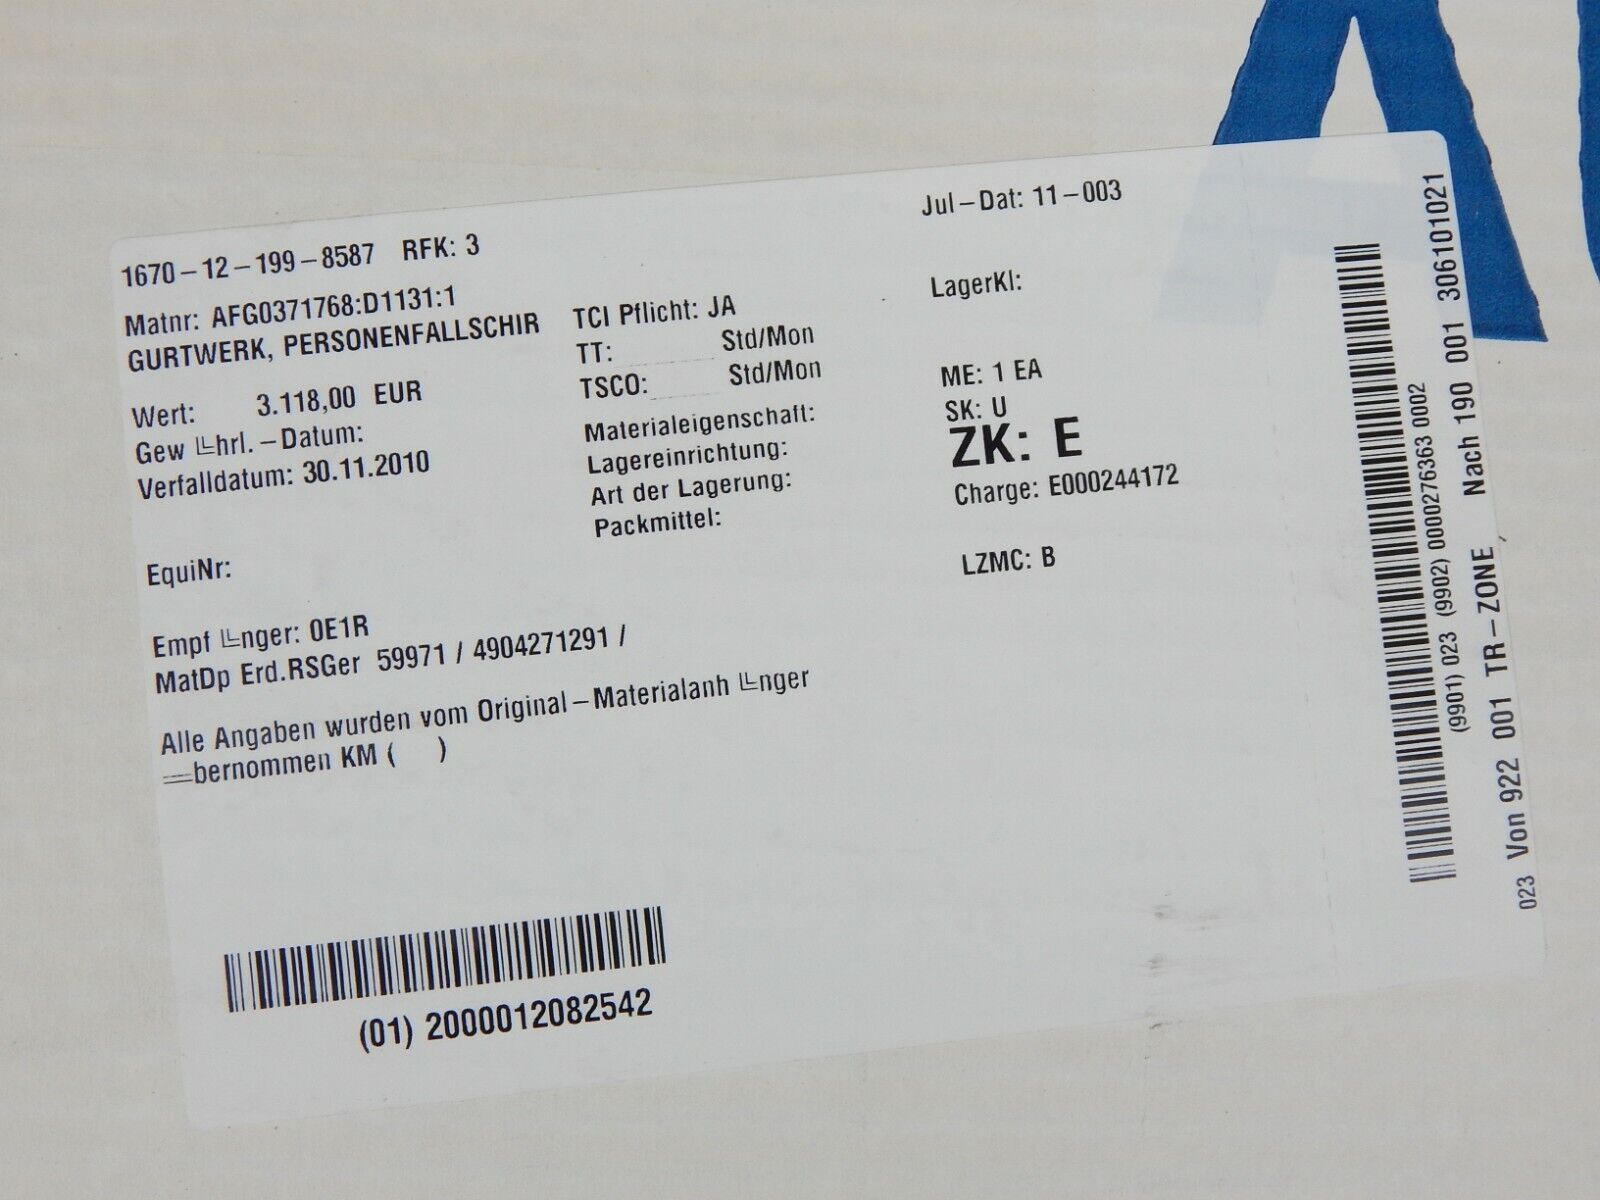 1670-12-199-8587 RFK: 3
Matnr: AFG0371768:D1131:1
GURTWERK, PERSONENFALLSCHIR
Wert: 3.118,00 EUR
Gew╚hrl.-Datum:
Verfalldatum: 30.11.2010
EquiNr:
Empf╚nger: 0E1R
MatDp Erd.RSGer 59971 / 4904271291 /
Alle Angaben wurden vom Original-Materialanh╚nger
═bernommen KM ( )
TCI Pflicht: JA
TT: Std/Mon
TSCO: Std/Mon
Materialeigenschaft:
Lagereinrichtung:
Art der Lagerung:
Packmittel:
Jul-Dat: 11-003
LagerKl:
ME: 1 EA
SK: U
ZK: E
Charge: E000244172
LZMC: B
(01) 2000012082542
(9901) 023 (9902) 0000276363 0002
023 Von 922 001 TR-ZONE Nach 190 001 3061010​21